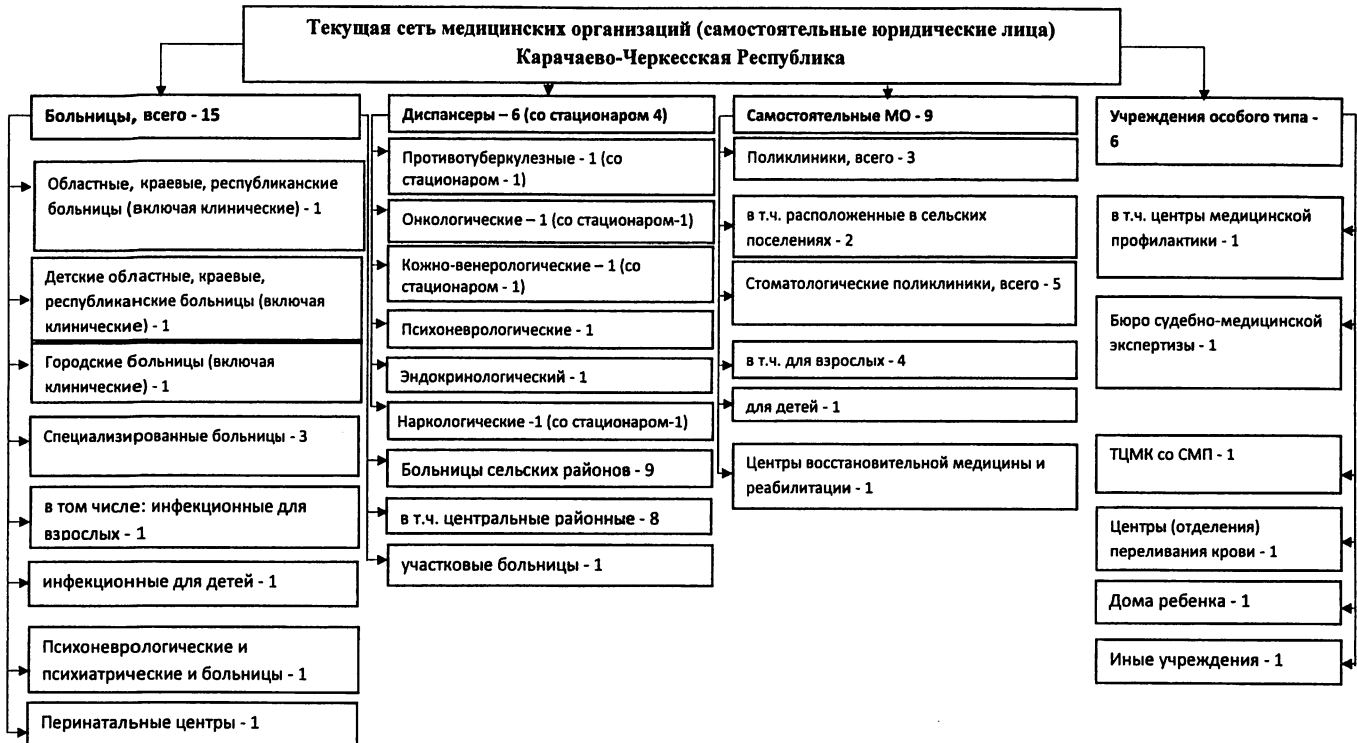 Текущая сеть медицинских организаций (самостоятельные юридические лица)
Карачаево-Черкесская Республика
Больницы, всего - 15
Областные, краевые, республиканские
больницы (включая клинические) - 1
Детские областные, краевые,
республиканские больницы (включая
клинические) - 1
Городские больницы (включая
клинические) - 1
Специализированные больницы - 3
в том числе: инфекционные для
взрослых - 1
инфекционные для детей - 1
Психоневрологические и
психиатрические и больницы - 1
Перинатальные центры - 1
Диспансеры – 6 (со стационаром 4)
Противотуберкулезные - 1 (со
стационаром - 1)
Онкологические – 1 (со стационаром-1)
Кожно-венерологические – 1 (со
стационаром - 1)
Психоневрологические - 1
Эндокринологический - 1
Наркологические -1 (со стационаром-1)
Больницы сельских районов - 9
в т.ч. центральные районные - 8
участковые больницы - 1
Самостоятельные МО - 9
Поликлиники, всего - 3
в т.ч. расположенные в сельских
поселениях - 2
Стоматологические поликлиники, всего - 5
в т.ч. для взрослых - 4
для детей - 1
Центры восстановительной медицины и
реабилитации - 1
Учреждения особого типа -
6
в т.ч. центры медицинской
профилактики - 1
Бюро судебно-медицинской
экспертизы - 1
ТЦМК со СМП - 1
Центры (отделения)
переливания крови - 1
Дома ребенка - 1
Иные учреждения - 1